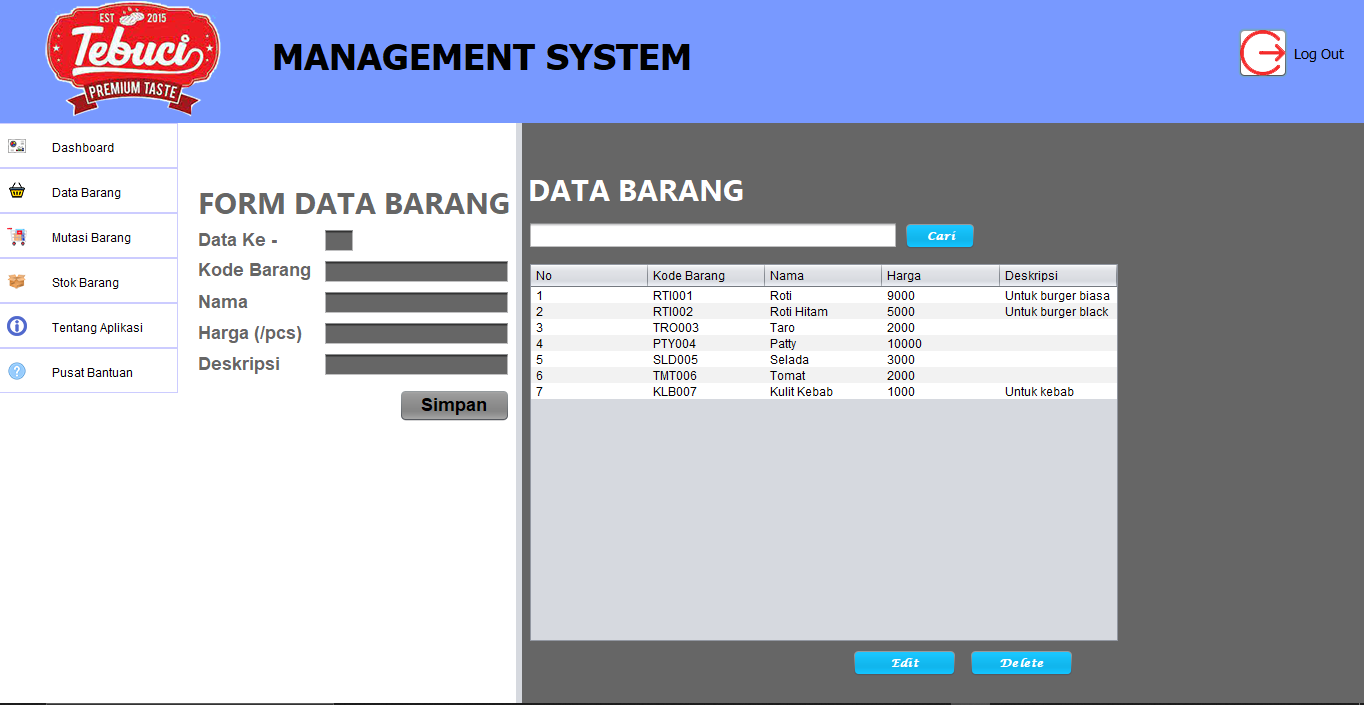 EST 2015
Tebuci
PREMIUM TASTE
MANAGEMENT SYSTEM
Log Out
Dashboard
Data Barang
Mutasi Barang
Stok Barang
Tentang Aplikasi
Pusat Bantuan
FORM DATA BARANG
Data Ke -
Kode Barang
Nama
Harga (/pcs)
Deskripsi
Simpan
DATA BARANG
Cari
No Kode Barang Nama Harga Deskripsi
1 RTI001 Roti 9000 Untuk burger biasa
2 RTI002 Roti Hitam 5000 Untuk burger black
3 TRO003 Taro 2000
4 PTY004 Patty 10000
5 SLD005 Selada 3000
6 TMT006 Tomat 2000
7 KLB007 Kulit Kebab 1000 Untuk kebab
Edit Delete